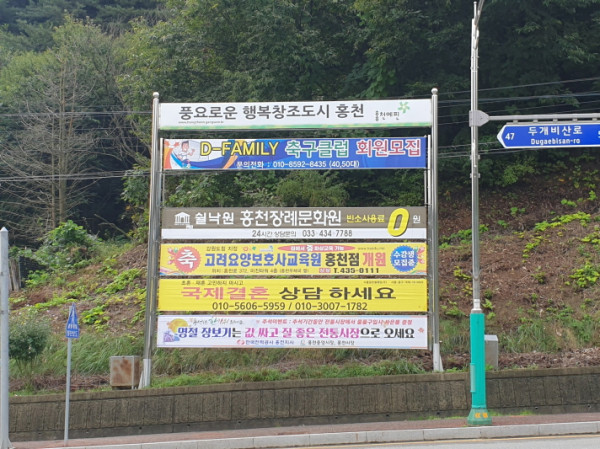 풍요로운 행복창조도시 홍천
D-FAMILY 축구클럽 회원모집
문의전화 : 010-6592-8435 (40,50대)
쉴낙원 홍천장례문화원 빈소사용료 0원
24시간 상담문의 033-434-7788
축 고려요양보호사교육원 홍천점 개원 수강생 모집중
T.435-0111
국제결혼 상담 하세요
010-5606-5959 / 010-3007-1782
명절 장보기는 값 싸고 질 좋은 전통시장으로 오세요
47 두개비산로
Dugaebisan-ro